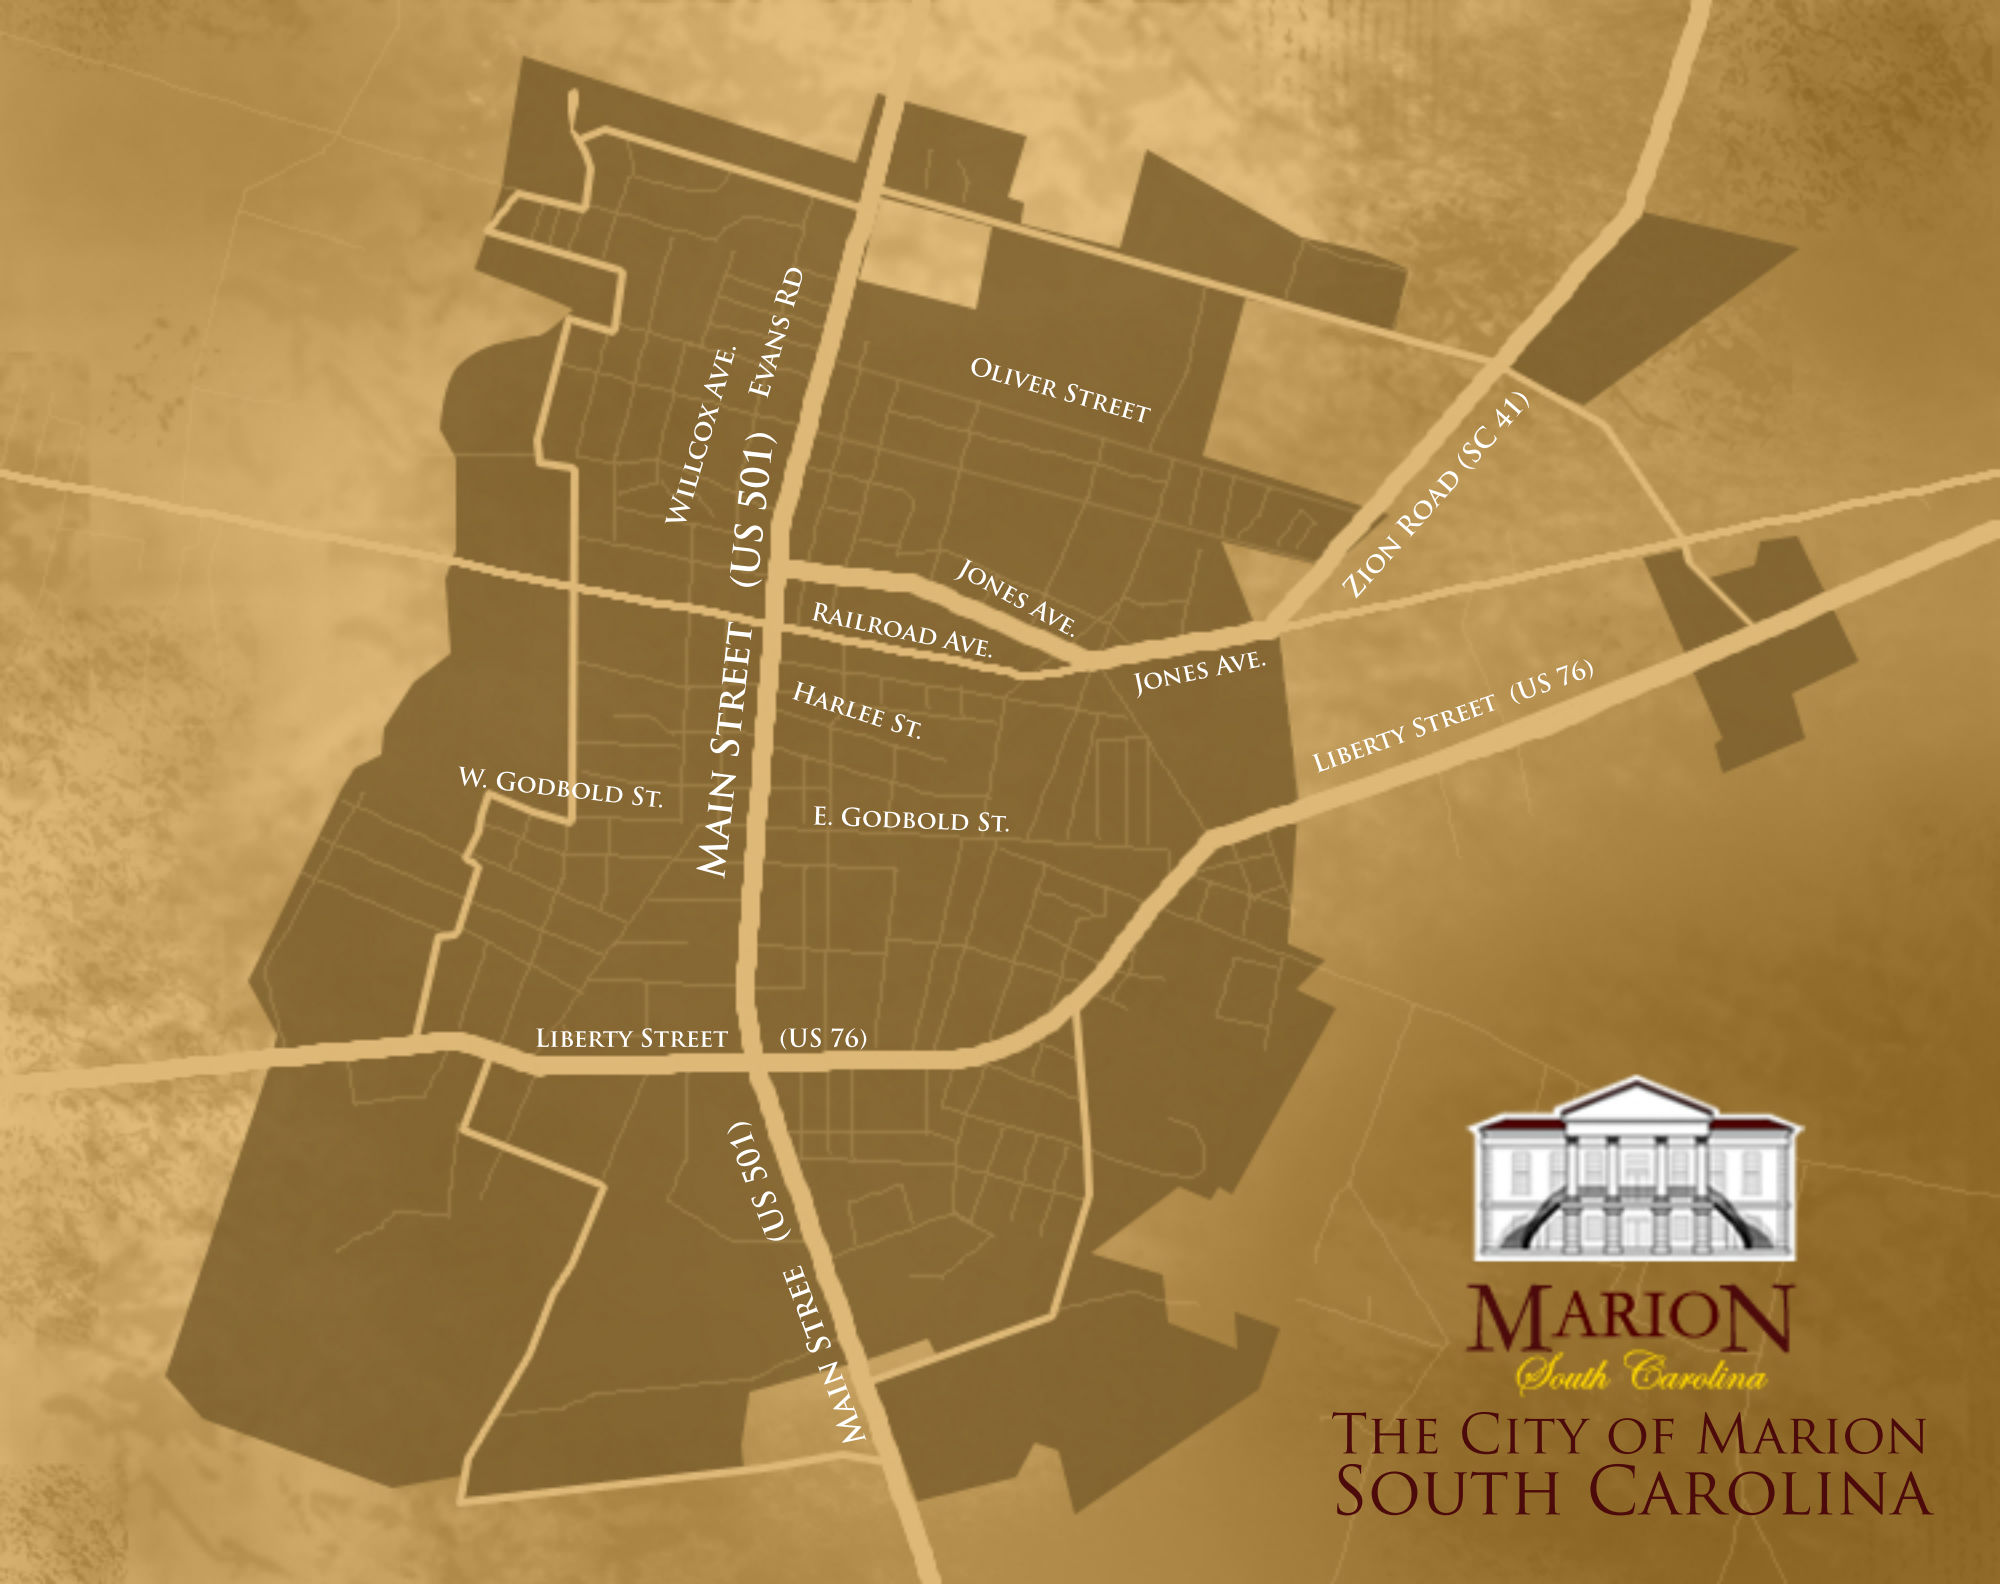 Evans Rd
Willcox Ave.
Oliver Street
(US 501)
Zion Road (SC 41)
Jones Ave.
Railroad Ave.
Main Street
Jones Ave.
Harlee St.
Liberty Street (US 76)
W. Godbold St.
E. Godbold St.
Liberty Street (US 76)
Main Stree (US 501)
Marion
South Carolina
The City of Marion
South Carolina